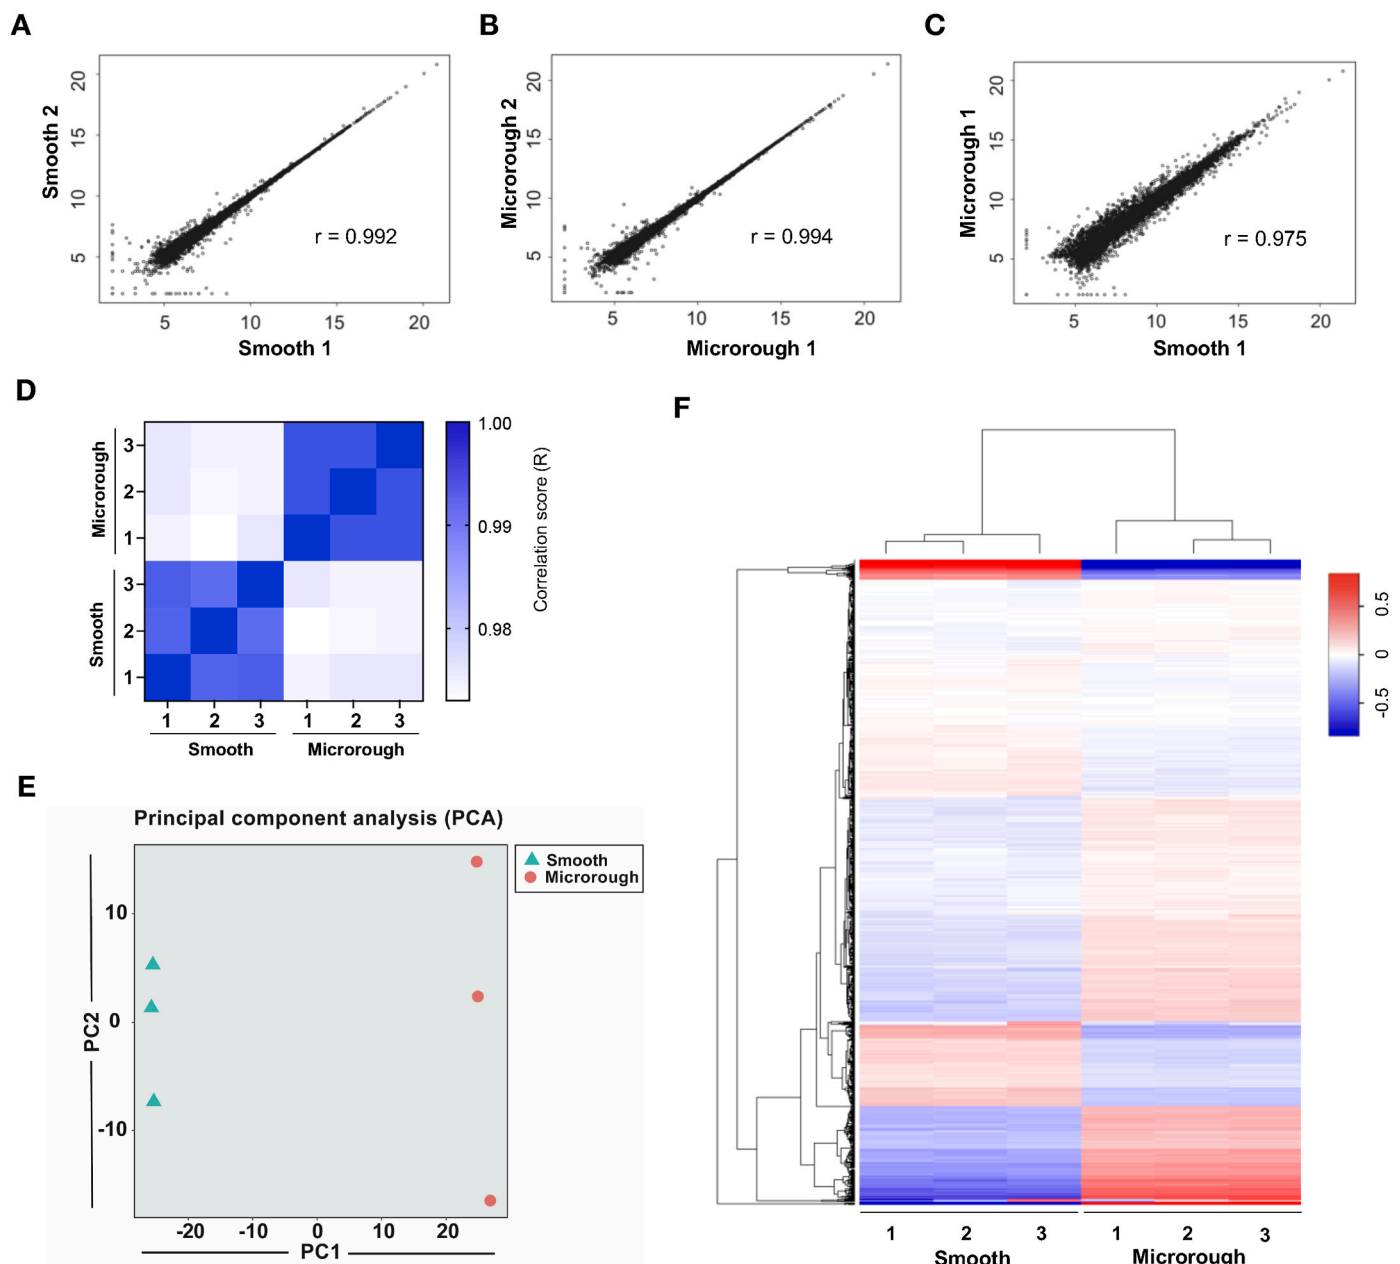 A
Smooth 2
20
15
10
5
r = 0.992
5 10 15 20
Smooth 1
B
Microrough 2
20
15
10
5
r = 0.994
5 10 15 20
Microrough 1
C
Microrough 1
20
15
10
5
r = 0.975
5 10 15 20
Smooth 1
D
Microrough
3
2
1
Smooth
3
2
1
1 2 3 1 2 3
Smooth Microrough
1.00
0.99
0.98
Correlation score (R)
E
Principal component analysis (PCA)
Smooth
Microrough
PC2
10
0
-10
-20 -10 0 10 20
PC1
F
0.5
0
-0.5
1 2 3 1 2 3
Smooth Microrough